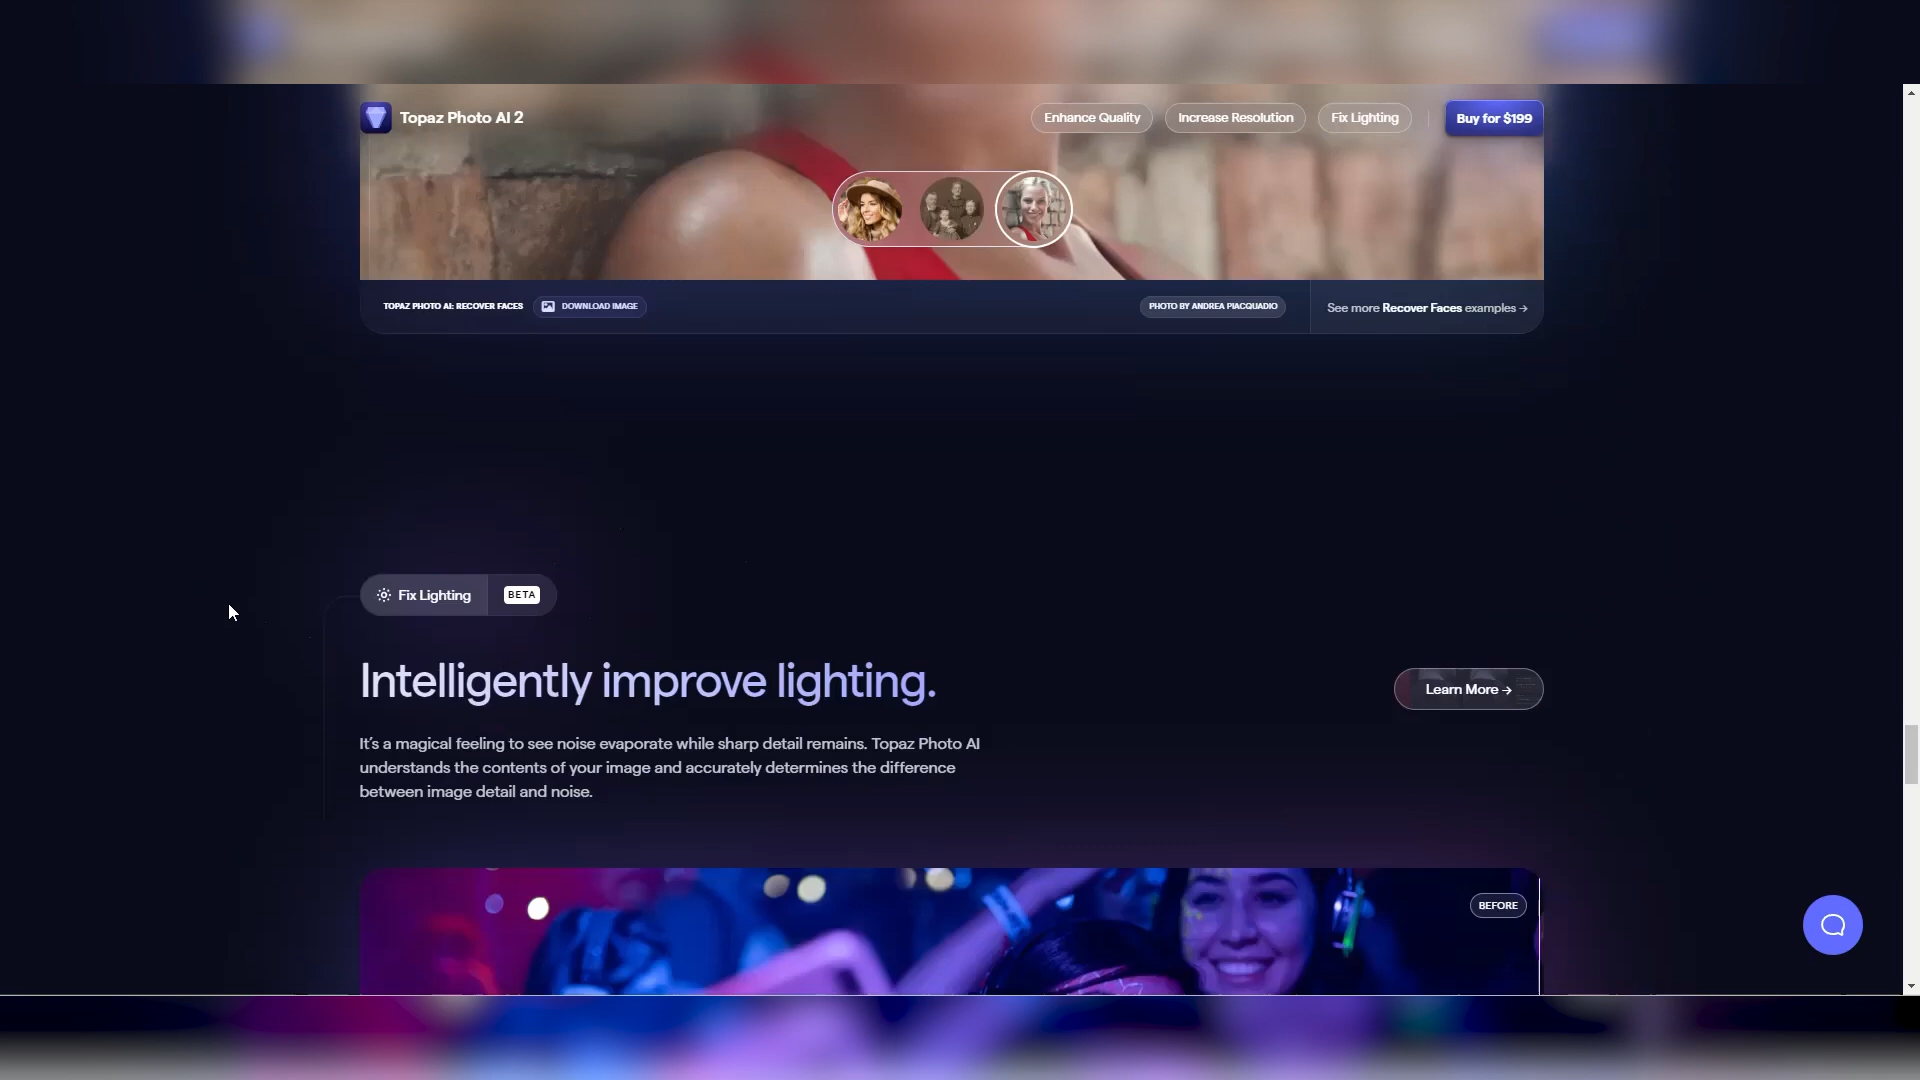 Topaz Photo AI 2
Enhance Quality
Increase Resolution
Fix Lighting
Buy for $199
TOPAZ PHOTO AI: RECOVER FACES
DOWNLOAD IMAGE
PHOTO BY ANDREA PIACQUADIO
See more Recover Faces examples →
Fix Lighting
BETA
Intelligently improve lighting.
Learn More →
It's a magical feeling to see noise evaporate while sharp detail remains. Topaz Photo AI
understands the contents of your image and accurately determines the difference
between image detail and noise.
BEFORE